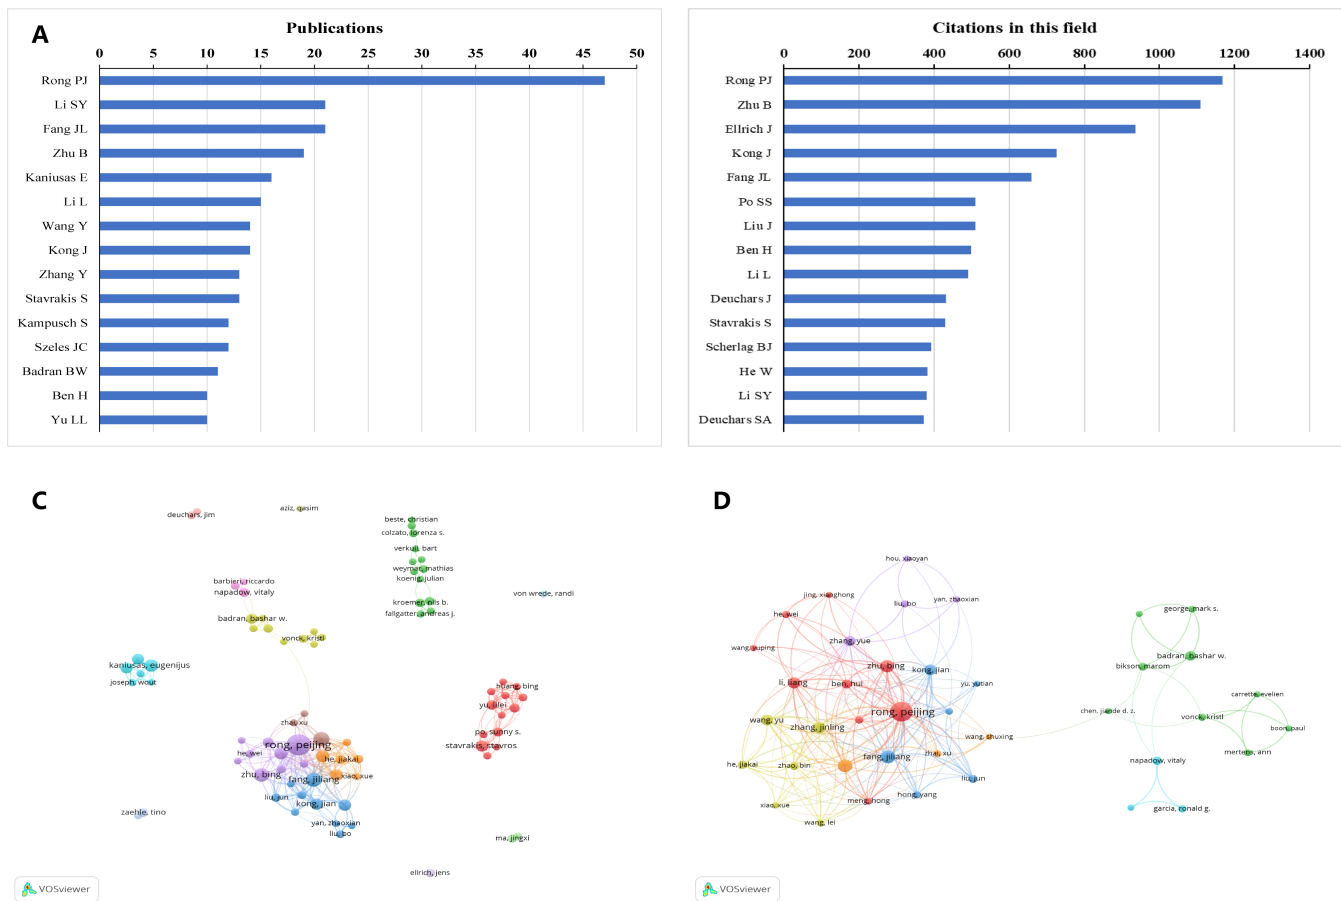 A
Publications
0 5 10 15 20 25 30 35 40 45 50
Rong PJ
Li SY
Fang JL
Zhu B
Kaniusas E
Li L
Wang Y
Kong J
Zhang Y
Stavrakis S
Kampusch S
Szeles JC
Badran BW
Ben H
Yu LL
Citations in this field
0 200 400 600 800 1000 1200 1400
Rong PJ
Zhu B
Ellrich J
Kong J
Fang JL
Po SS
Liu J
Ben H
Li L
Deuchars J
Stavrakis S
Scherlag BJ
He W
Li SY
Deuchars SA
C
deuchars, jim
aziz, qasim
beste, christian
colzato, lorenza s.
verkuil, bart
weymar, mathias
koenig, julian
kroemer, nils b.
fallgatter, andreas j.
von wrede, randi
barbieri, riccardo
napadow, vitaly
badran, bashar w.
vonck, kristl
kaniusas, eugenijus
joseph, wout
huang, bing
yu, lilei
po, sunny s.
stavrakis, stavros
zhai, xu
rong, peijing
he, wei
he, jiakai
zhu, bing
fang, jiliang
xiao, xue
liu, jun
kong, jian
yan, zhaoxian
liu, bo
zaehle, tino
ma, jingxi
ellrich, jens
VOSviewer
D
hou, xiaoyan
jing, xianghong
liu, bo
yan, zhaoxian
he, wei
zhang, yue
wang, yuping
zhu, bing
kong, jian
li, liang
ben, hui
yu, yutian
rong, peijing
wang, yu
zhang, jinling
wang, shuxing
he, jiakai
zhao, bin
fang, jiliang
zhai, xu
liu, jun
xiao, xue
meng, hong
hong, yang
wang, lei
george, mark s.
badran, bashar w.
bikson, marom
carrette, evelien
chen, jiande d. z.
vonck, kristl
boon, paul
mertens, ann
napadow, vitaly
garcia, ronald g.
VOSviewer